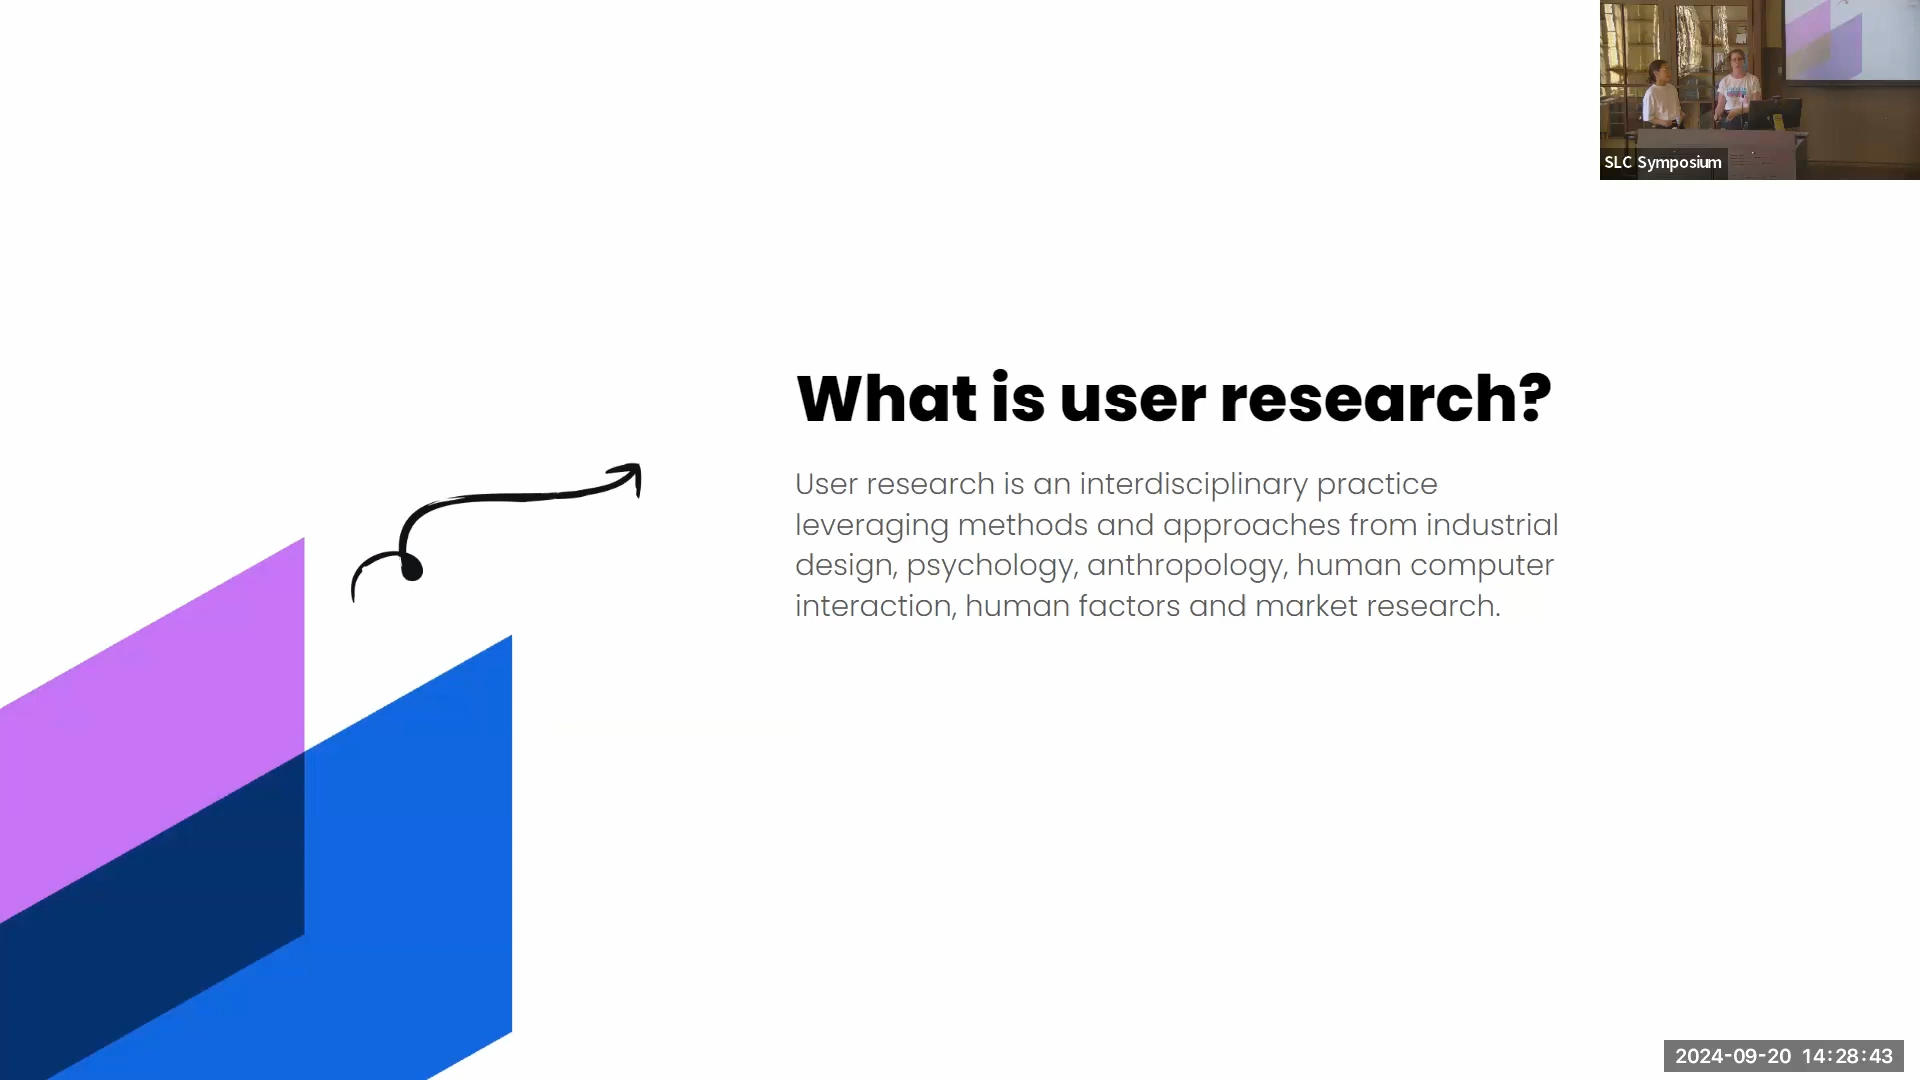 SLC Symposium
What is user research?
User research is an interdisciplinary practice
leveraging methods and approaches from industrial
design, psychology, anthropology, human computer
interaction, human factors and market research.
2024-09-20 14:28:43